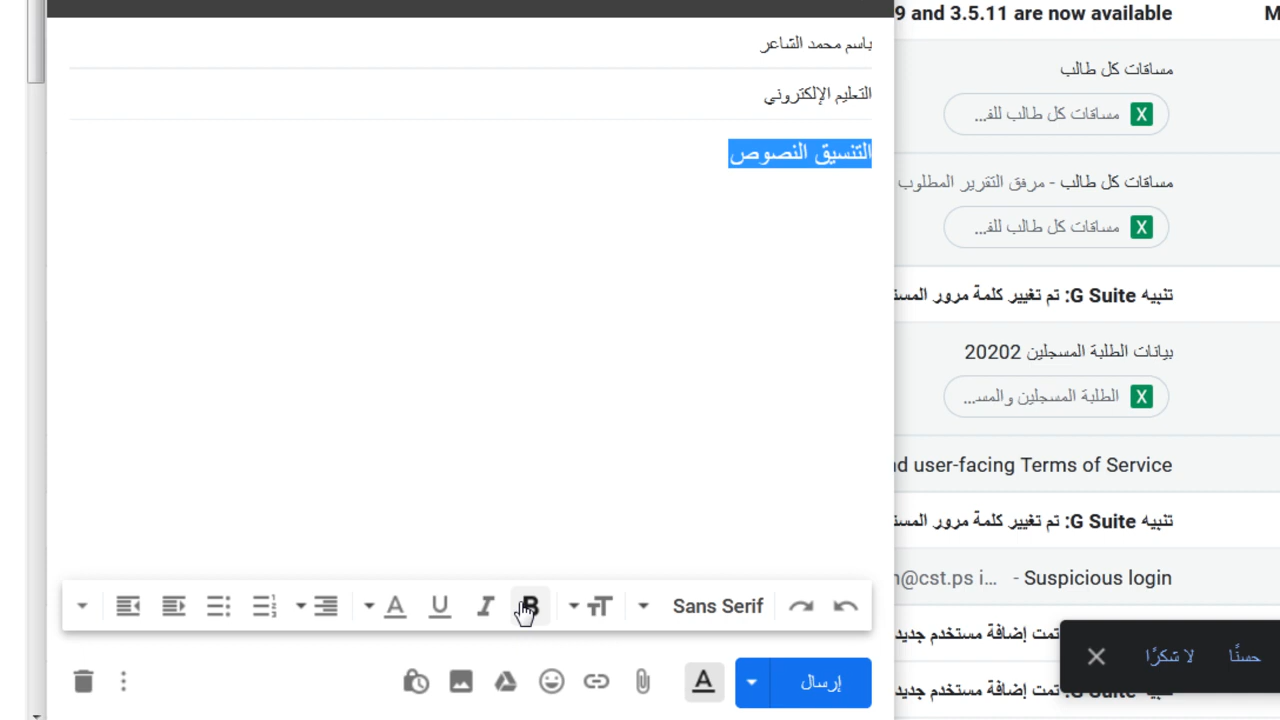 باسم محمد الشاعر
التعليم الإلكتروني
التنسيق النصوص
Sans Serif
B
إرسال
9 and 3.5.11 are now available
M
مساقات كل طالب
مساقات كل طالب للف...
مساقات كل طالب - مرفق التقرير المطلوب
مساقات كل طالب للف...
تنبيه G Suite: تم تغيير كلمة مرور
بيانات الطلبة المسجلين 20202
الطلبة المسجلين والمس...
user-facing Terms of Service
تنبيه G Suite: تم تغيير كلمة مرور
@cst.ps i... - Suspicious login
تمت إضافة مستخدم جديد
حسنًا
لا شكرًا
تمت إضافة مستخدم جديد